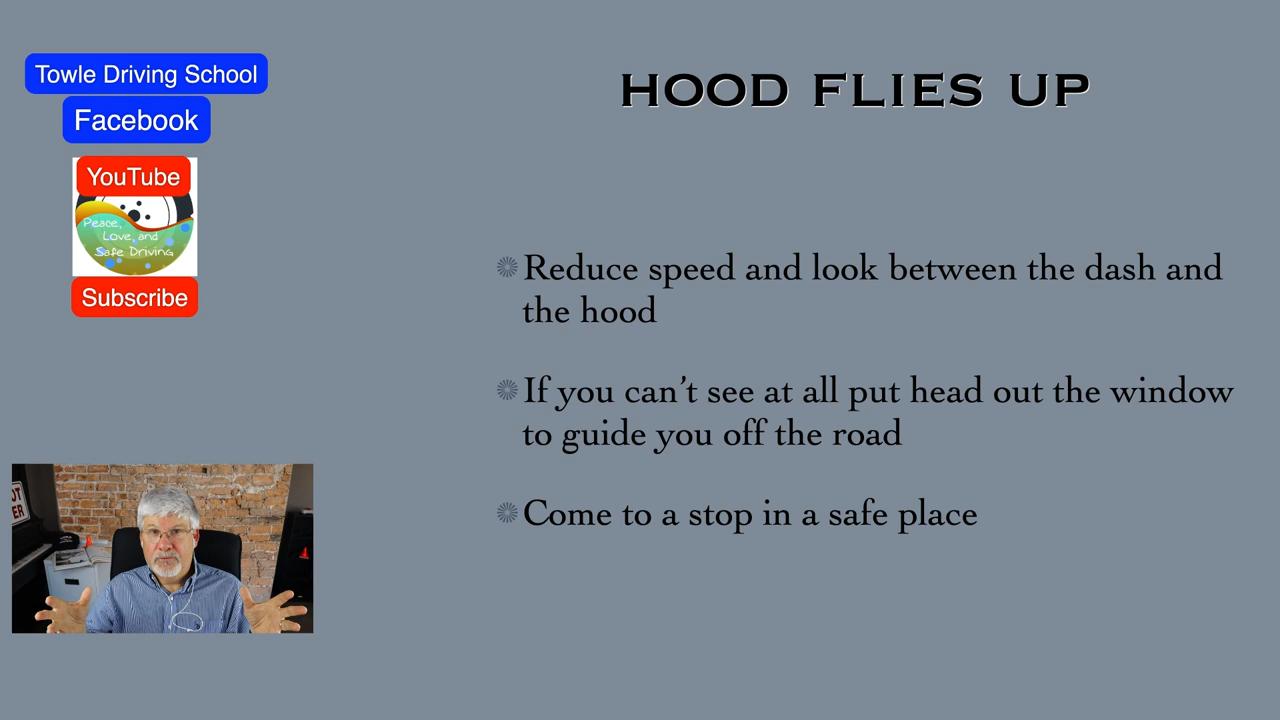 Towle Driving School
Facebook
YouTube
Peace,
Love, and
Safe Driving
Subscribe
HOOD FLIES UP
Reduce speed and look between the dash and
the hood
If you can't see at all put head out the window
to guide you off the road
Come to a stop in a safe place